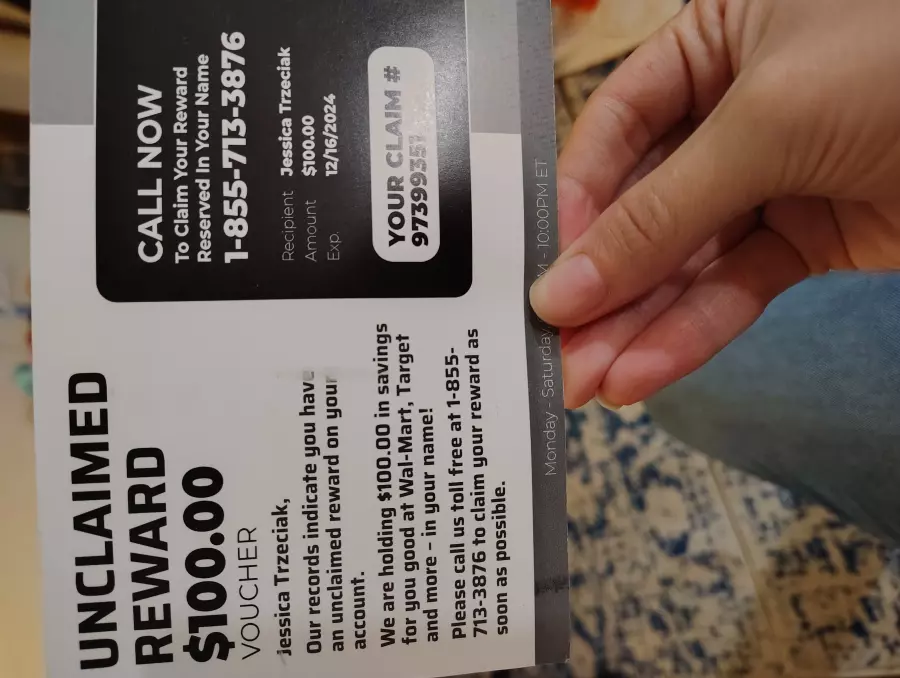 UNCLAIMED
REWARD
$100.00
VOUCHER
Jessica Trzeciak,
Our records indicate you have
an unclaimed reward on your
account.
We are holding $100.00 in savings
for you good at Wal-Mart, Target
and more – in your name!
Please call us toll free at 1-855-
713-3876 to claim your reward as
soon as possible.
CALL NOW
To Claim Your Reward
Reserved In Your Name
1-855-713-3876
Recipient Jessica Trzeciak
Amount $100.00
Exp. 12/16/2024
YOUR CLAIM #
9739935
Monday - Saturday - 10:00PM ET